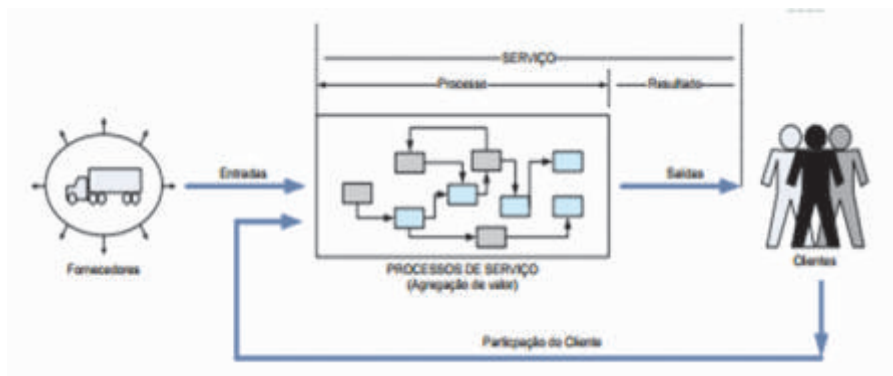 SERVIÇO
Processo
Resultado
Entradas
Saídas
Fornecedores
PROCESSOS DE SERVIÇO
(Agregação de valor)
Clientes
Participação do Cliente